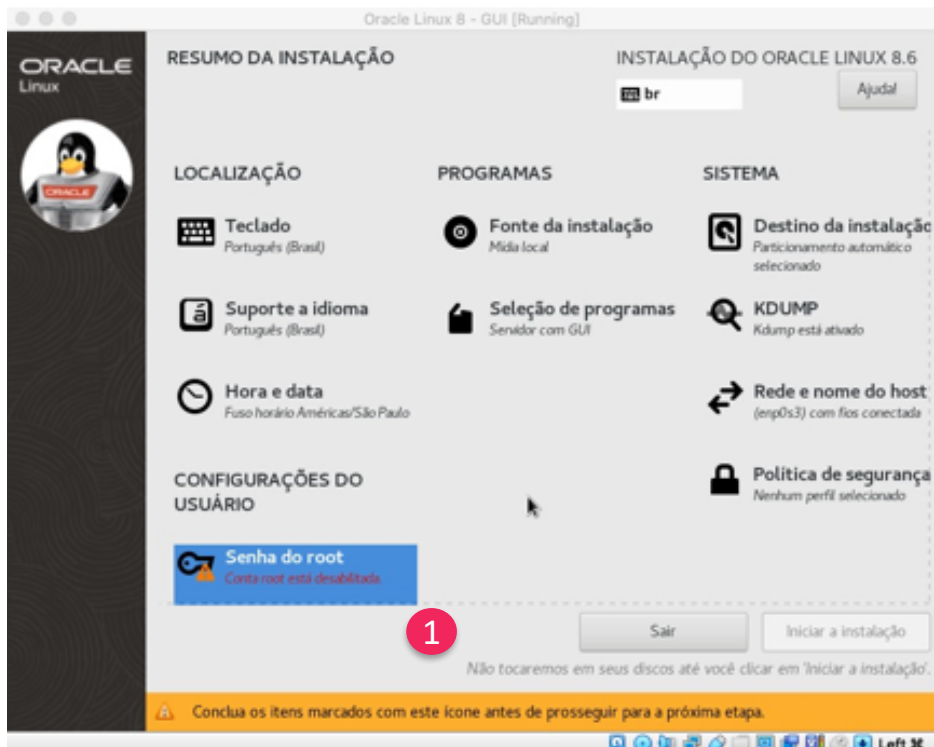 Oracle Linux 8 - GUI [Running]
ORACLE
Linux
ORACLE
RESUMO DA INSTALAÇÃO
INSTALAÇÃO DO ORACLE LINUX 8.6
br
Ajuda!
LOCALIZAÇÃO
Teclado
Português (Brasil)
Suporte a idioma
Português (Brasil)
Hora e data
Fuso horário Américas/São Paulo
PROGRAMAS
Fonte da instalação
Mídia local
Seleção de programas
Servidor com GUI
SISTEMA
Destino da instalação
Particionamento automático
selecionado
KDUMP
Kdump está ativado
Rede e nome do host
(enp0s3) com fios conectada
Política de segurança
Nenhum perfil selecionado
CONFIGURAÇÕES DO
USUÁRIO
Senha do root
Conta root está desabilitada.
1
Sair
Iniciar a instalação
Não tocaremos em seus discos até você clicar em 'Iniciar a instalação'.
Conclua os itens marcados com este ícone antes de prosseguir para a próxima etapa.
Left ⌘